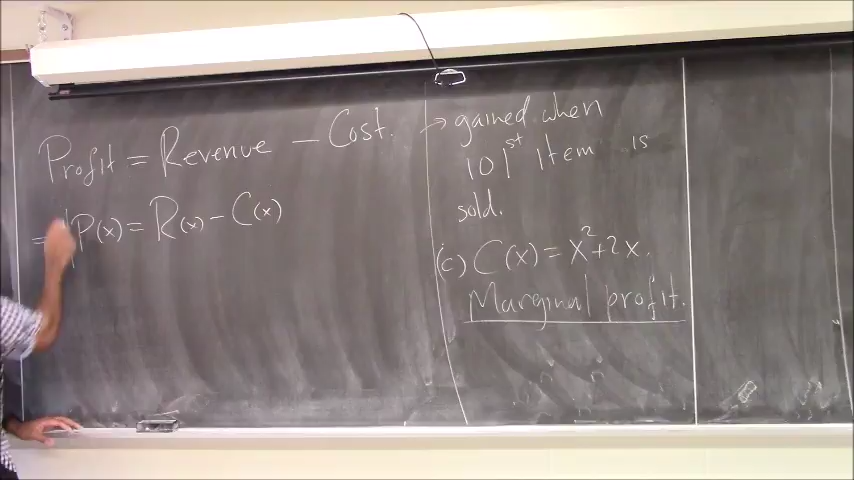 Profit = Revenue - Cost.
= P(x) = R(x) - C(x)
→ gained when
101st item is
sold.
(c) C(x) = x² + 2x.
Marginal profit.